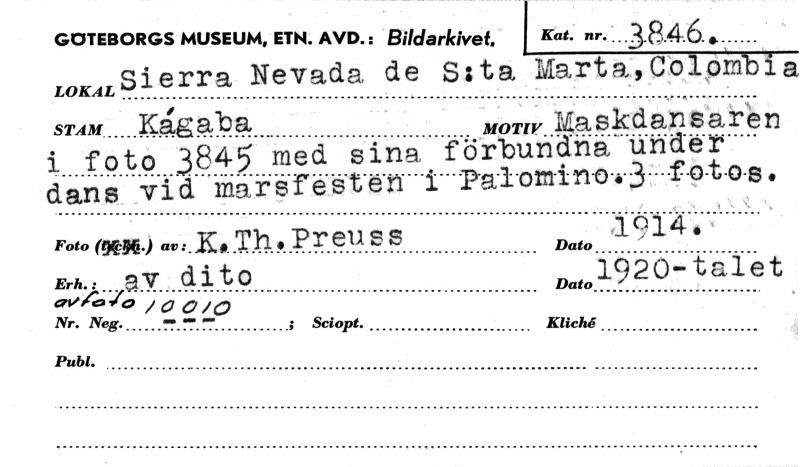 GÖTEBORGS MUSEUM, ETN. AVD.: Bildarkivet. Kat. nr. 3846.
LOKAL Sierra Nevada de S:ta Marta, Colombia
STAM Kágaba MOTIV Maskdansaren
i foto 3845 med sina förbundna under
dans vid marsfesten i Palomino. 3 fotos.
Foto ( .) av: K.Th.Preuss Dato 1914.
Erh.: av dito Dato 1920-talet
avfoto 10010
Nr. Neg. ; Sciopt. Kliché
Publ.